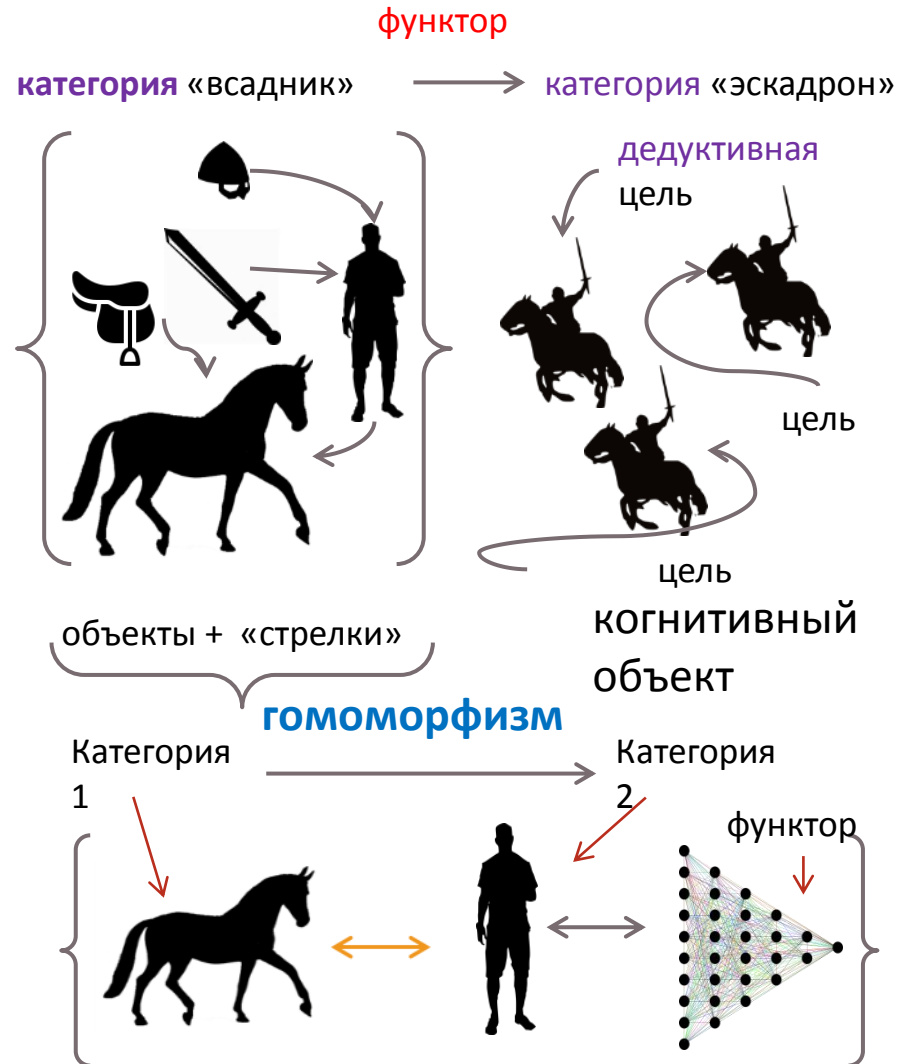 функтор
категория «всадник»
категория «эскадрон»
дедуктивная
цель
цель
цель
объекты + «стрелки»
когнитивный
объект
гомоморфизм
Категория
1
Категория
2
функтор